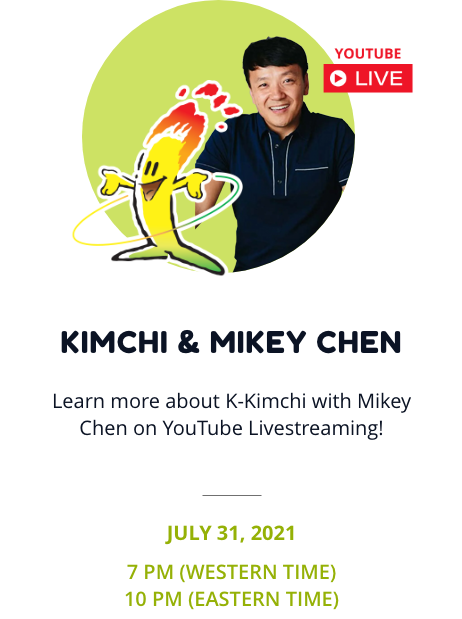 YOUTUBE
LIVE
KIMCHI & MIKEY CHEN
Learn more about K-Kimchi with Mikey
Chen on YouTube Livestreaming!
JULY 31, 2021
7 PM (WESTERN TIME)
10 PM (EASTERN TIME)